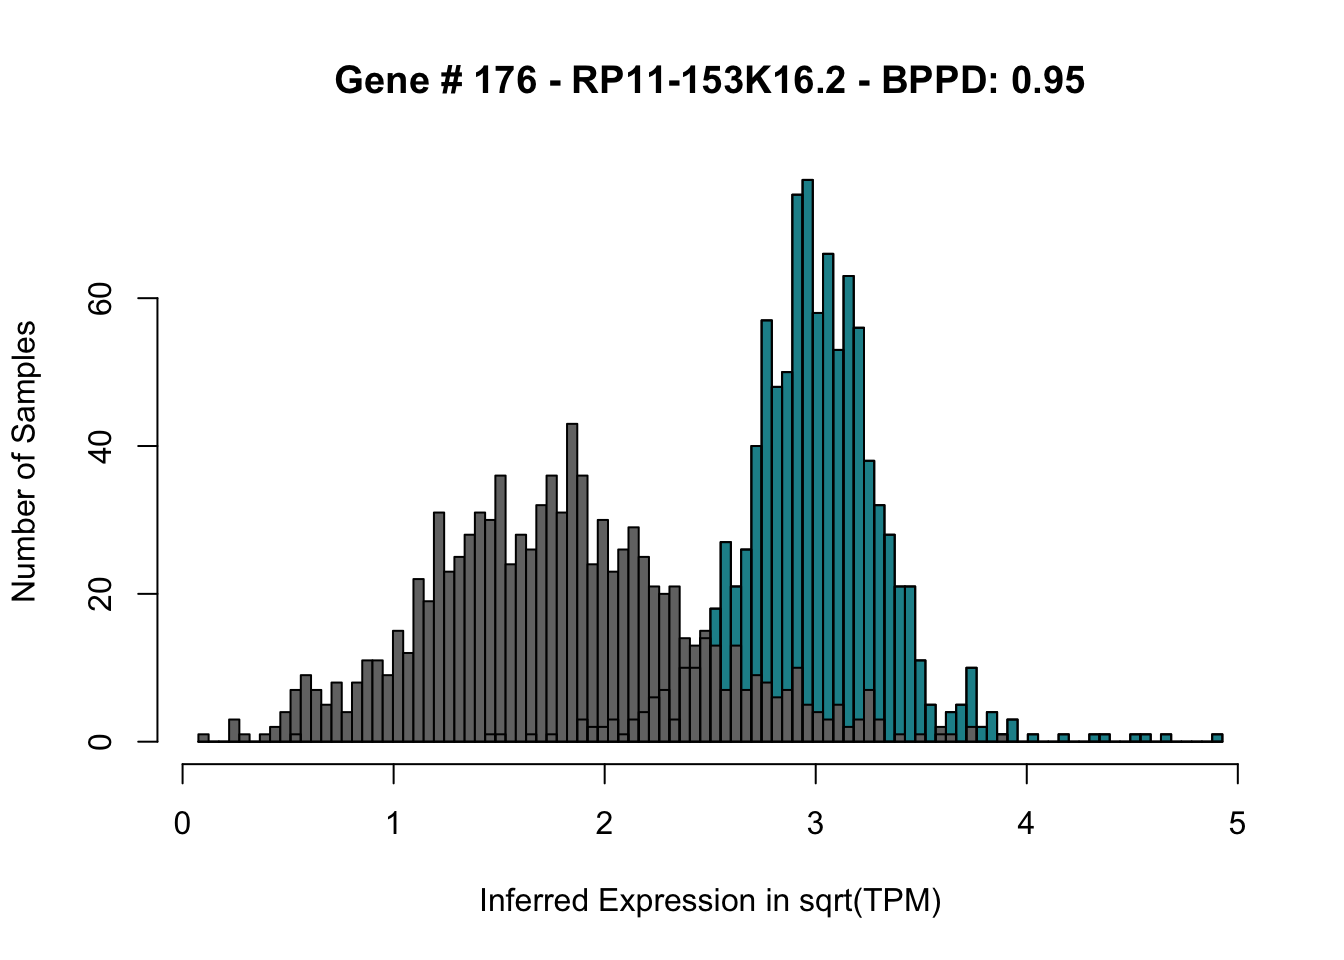 Gene # 176 - RP11-153K16.2 - BPPD: 0.95
Number of Samples
60
40
20
0
0 1 2 3 4 5
Inferred Expression in sqrt(TPM)